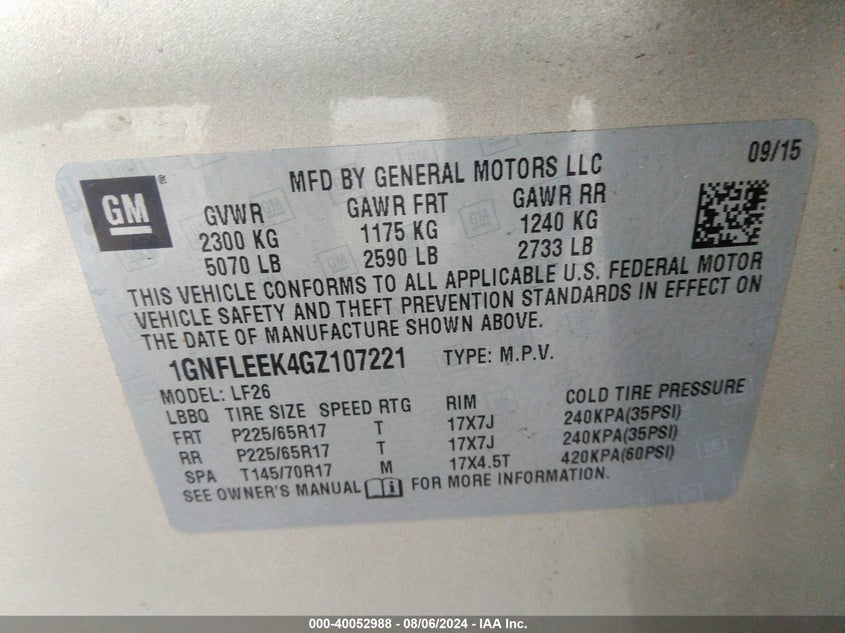 09/15
MFD BY GENERAL MOTORS LLC
GM ®
GVWR GAWR FRT GAWR RR
2300 KG 1175 KG 1240 KG
5070 LB 2590 LB 2733 LB
THIS VEHICLE CONFORMS TO ALL APPLICABLE U.S. FEDERAL MOTOR
VEHICLE SAFETY AND THEFT PREVENTION STANDARDS IN EFFECT ON
THE DATE OF MANUFACTURE SHOWN ABOVE.
1GNFLEEK4GZ107221 TYPE: M.P.V.
MODEL: LF26
LBBQ TIRE SIZE SPEED RTG RIM COLD TIRE PRESSURE
FRT P225/65R17 T 17X7J 240KPA(35PSI)
RR P225/65R17 T 17X7J 240KPA(35PSI)
SPA T145/70R17 M 17X4.5T 420KPA(60PSI)
SEE OWNER'S MANUAL FOR MORE INFORMATION.
000-40052988 - 08/06/2024 - IAA Inc.